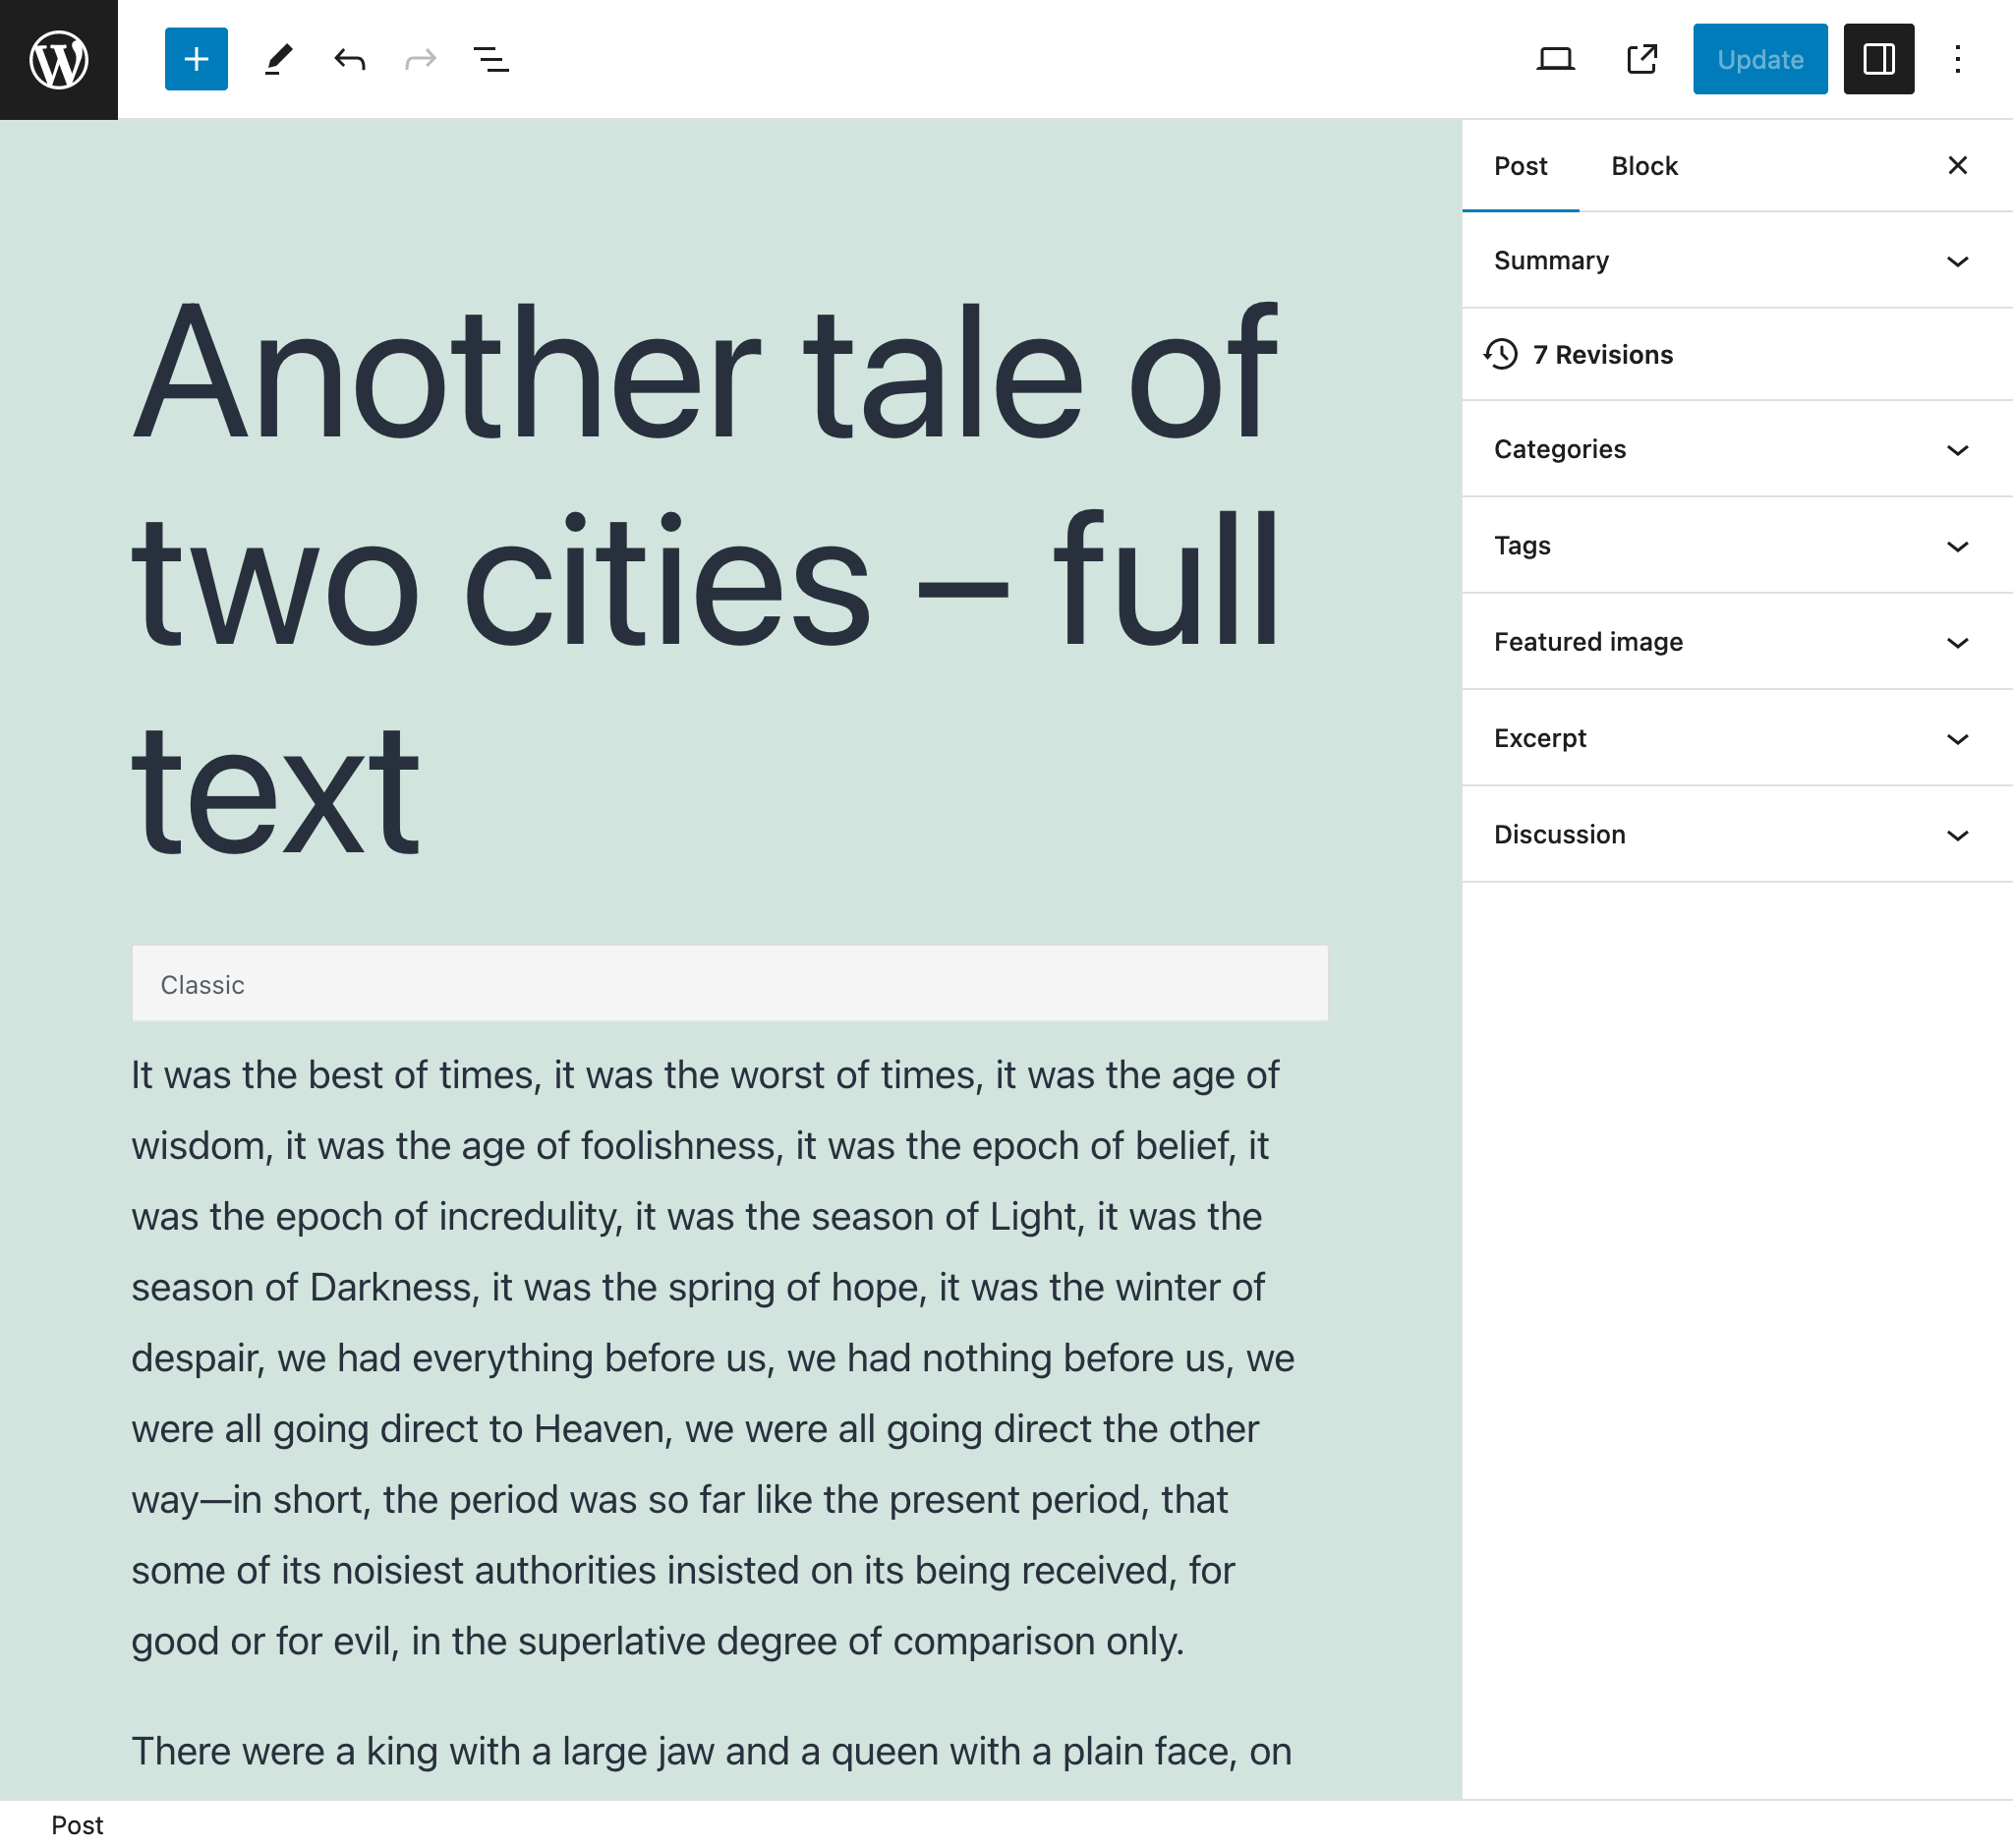 Update
Post Block
Summary
7 Revisions
Categories
Tags
Featured image
Excerpt
Discussion
Another tale of
two cities – full
text
Classic
It was the best of times, it was the worst of times, it was the age of
wisdom, it was the age of foolishness, it was the epoch of belief, it
was the epoch of incredulity, it was the season of Light, it was the
season of Darkness, it was the spring of hope, it was the winter of
despair, we had everything before us, we had nothing before us, we
were all going direct to Heaven, we were all going direct the other
way—in short, the period was so far like the present period, that
some of its noisiest authorities insisted on its being received, for
good or for evil, in the superlative degree of comparison only.
There were a king with a large jaw and a queen with a plain face, on
Post